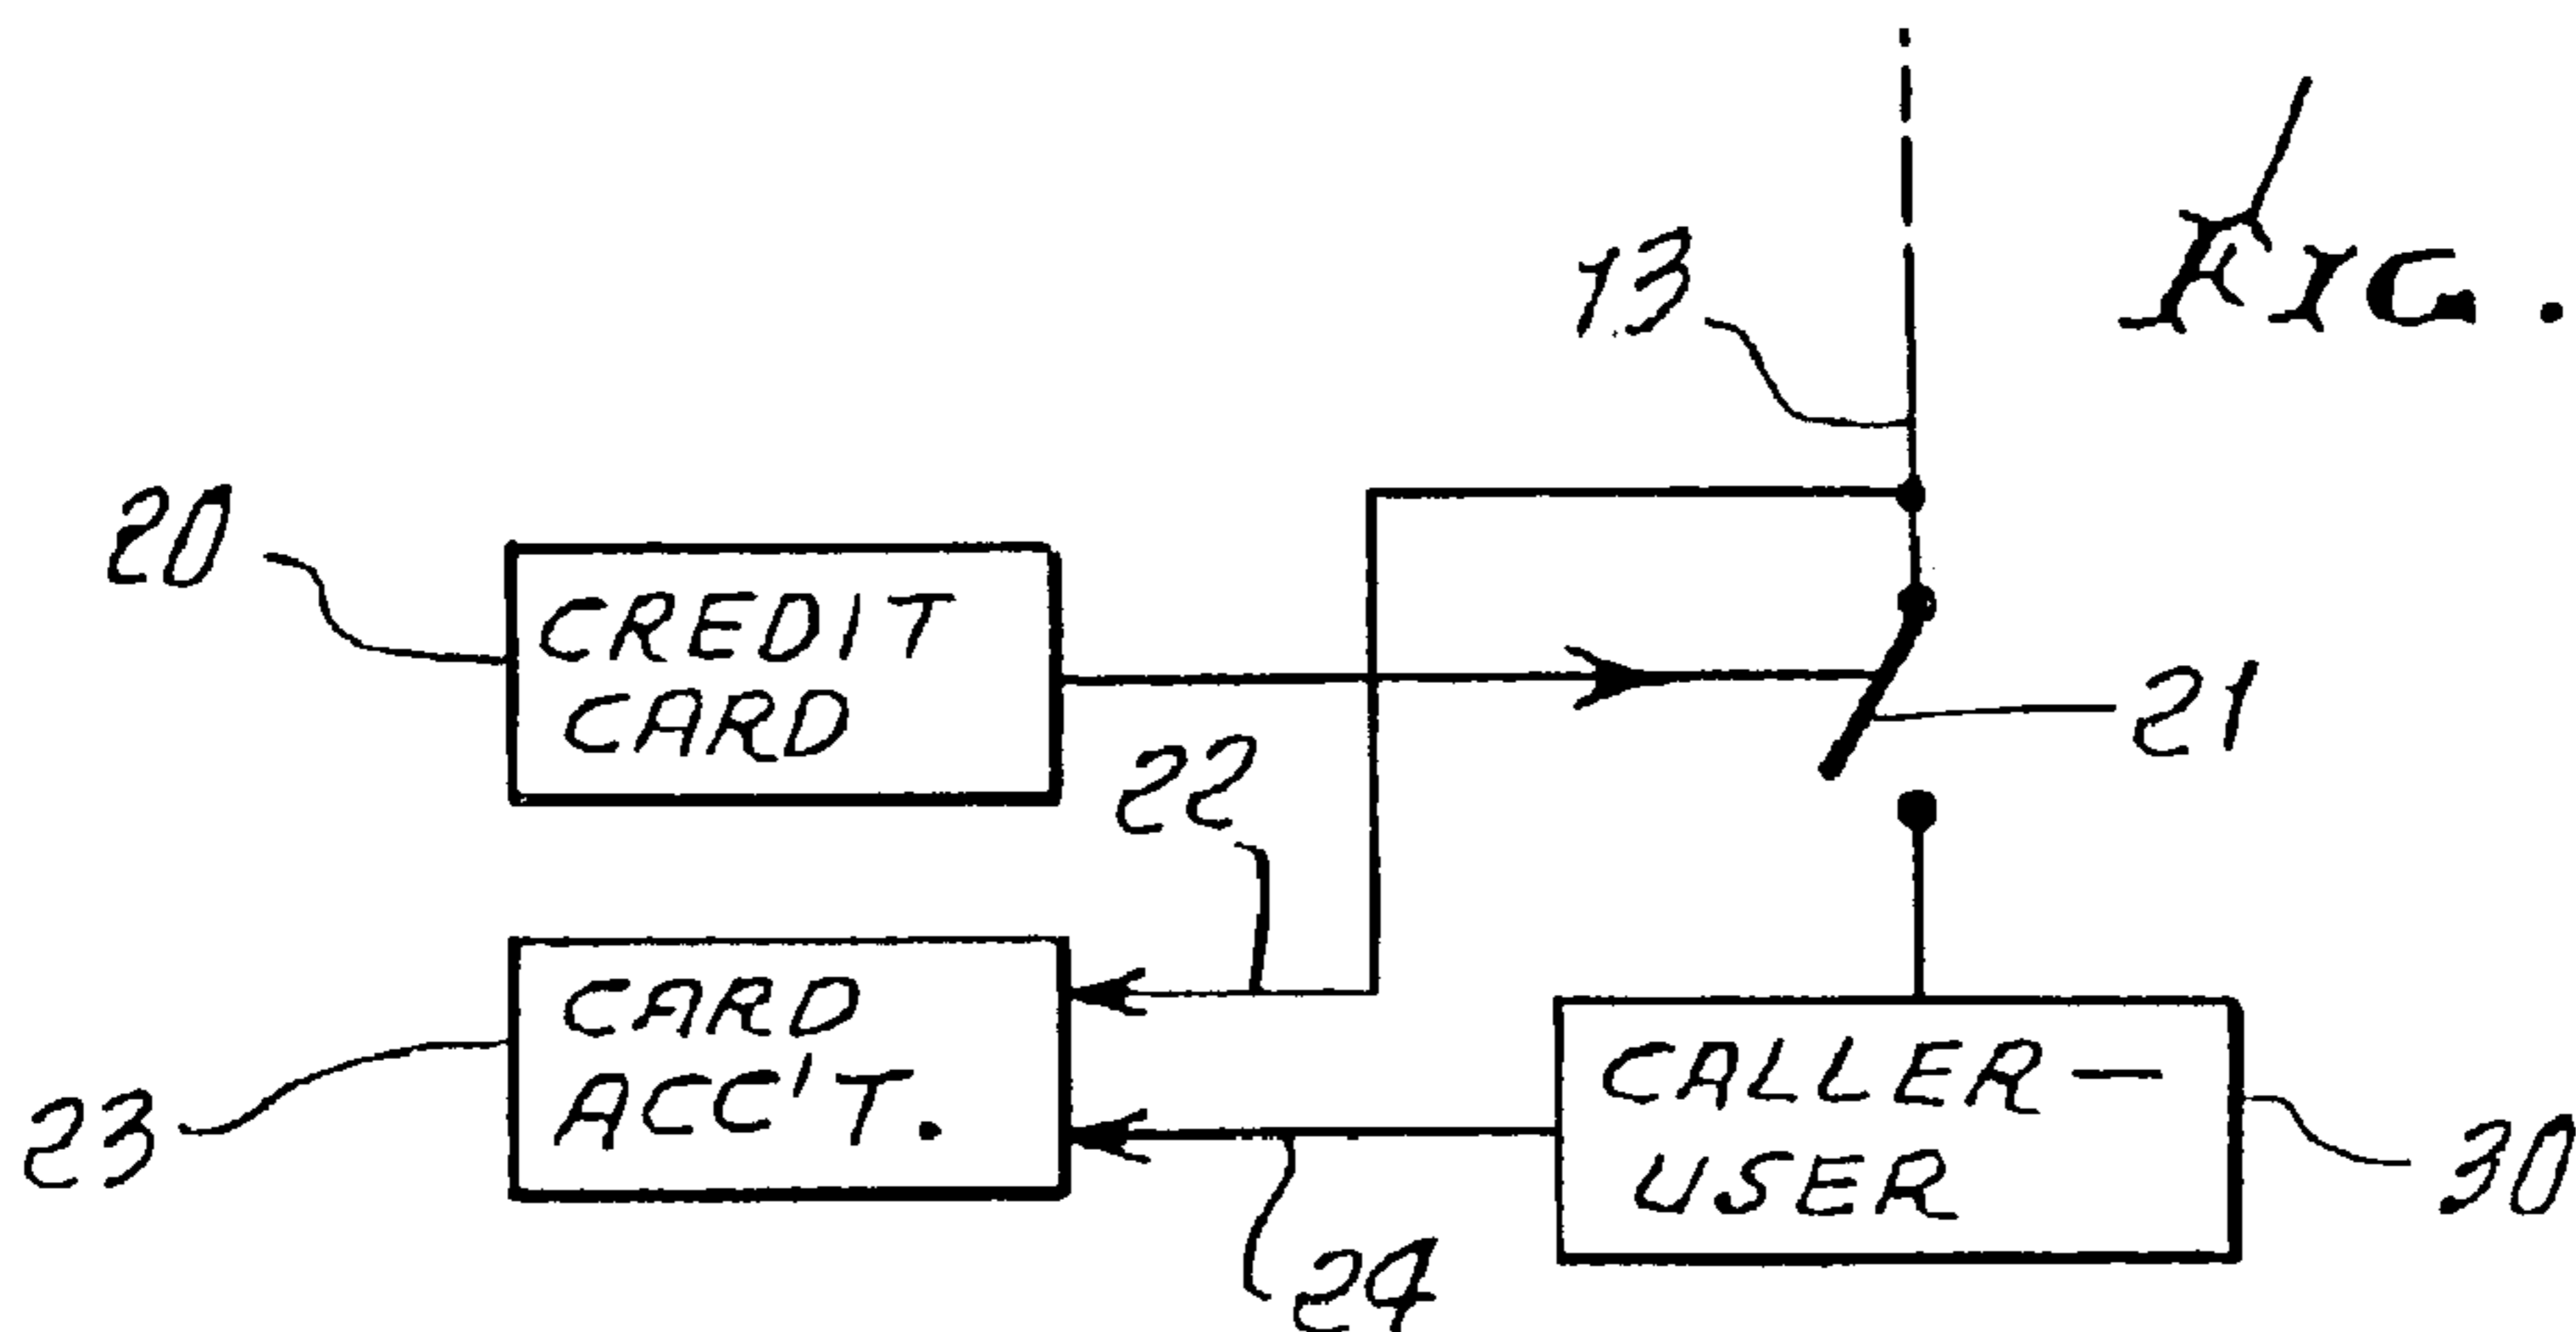 FIG.
13
20
CREDIT
CARD
21
22
CARD
ACC'T.
23
CALLER-
USER
30
24